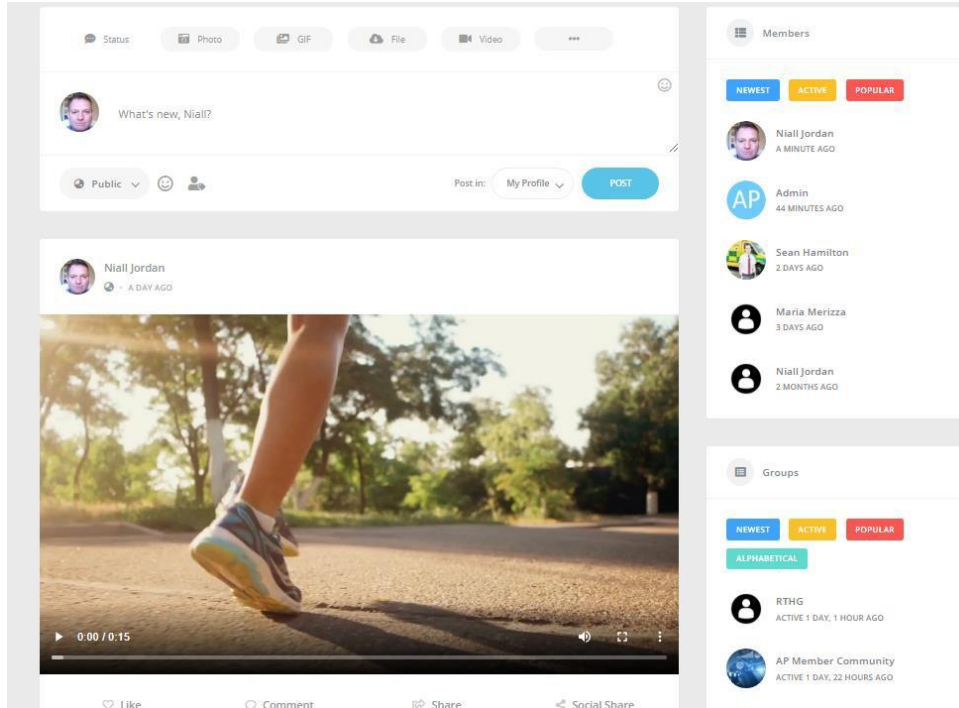 Status Photo GIF File Video
What's new, Niall?
Public Post in: My Profile POST
Niall Jordan
A DAY AGO
0:00 / 0:15
Like Comment Share Social Share
Members
NEWEST ACTIVE POPULAR
Niall Jordan
A MINUTE AGO
AP
Admin
44 MINUTES AGO
Sean Hamilton
2 DAYS AGO
Maria Merizza
3 DAYS AGO
Niall Jordan
2 MONTHS AGO
Groups
NEWEST ACTIVE POPULAR
ALPHABETICAL
RTHG
ACTIVE 1 DAY, 1 HOUR AGO
AP Member Community
ACTIVE 1 DAY, 22 HOURS AGO